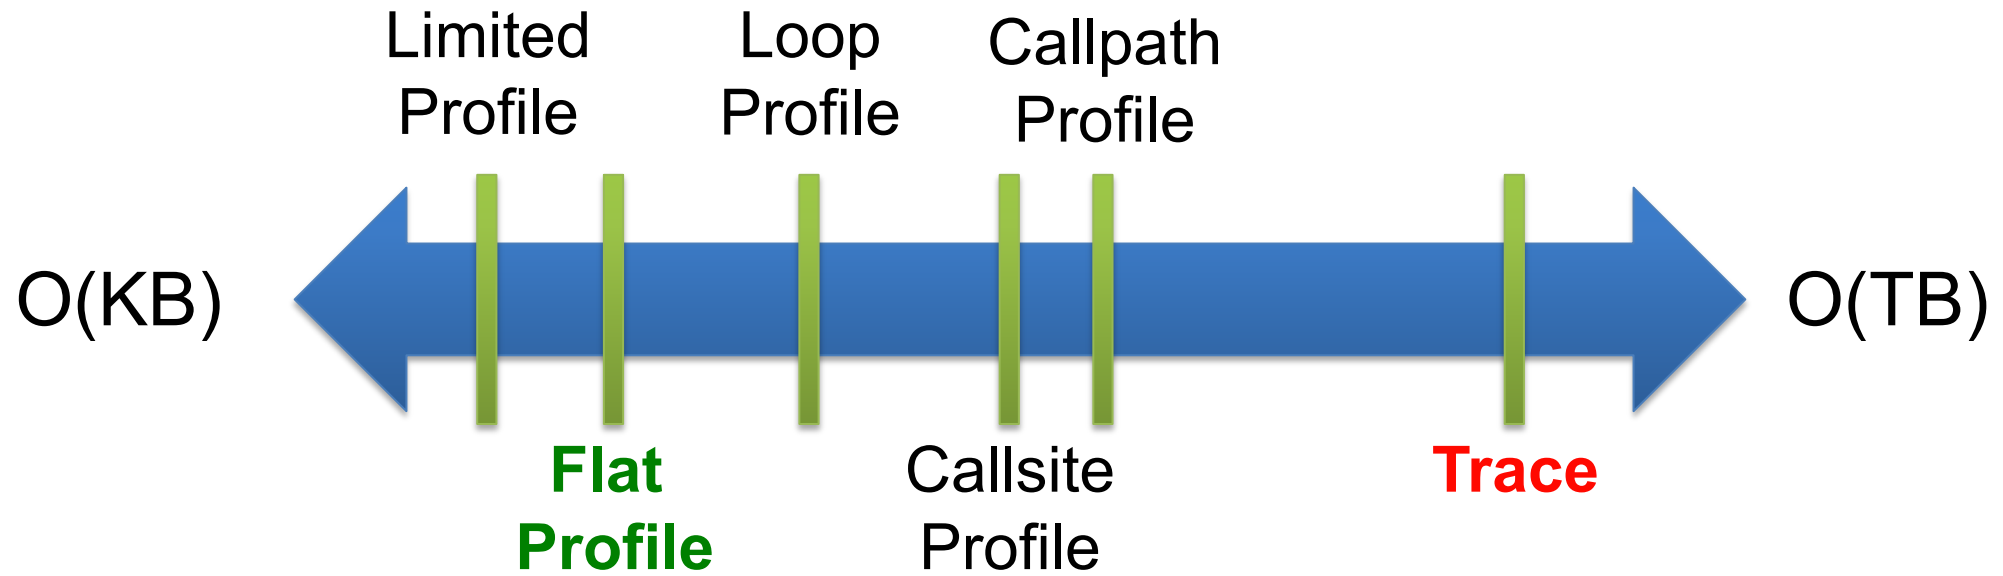 Limited
Profile
Loop
Profile
Callpath
Profile
O(KB)
O(TB)
Flat
Profile
Callsite
Profile
Trace